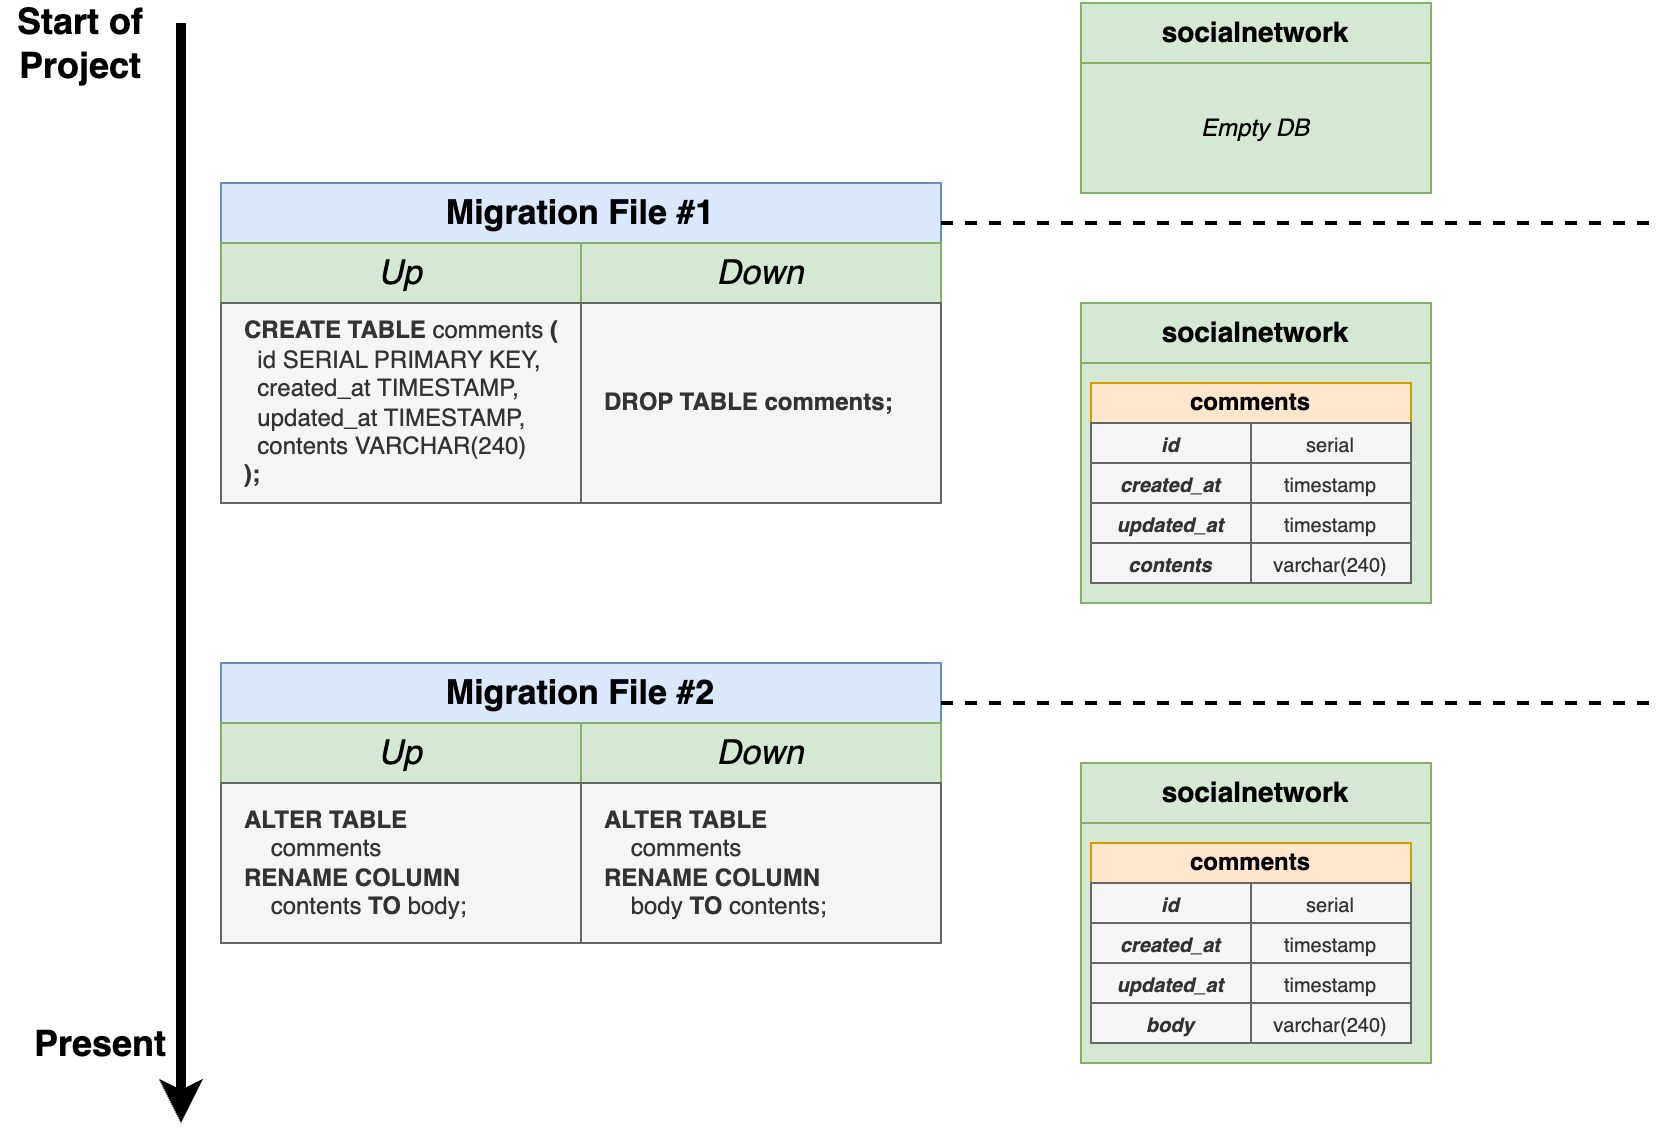 Start of
Project
socialnetwork
Empty DB
Migration File #1
Up
Down
CREATE TABLE comments (
id SERIAL PRIMARY KEY,
created_at TIMESTAMP,
updated_at TIMESTAMP,
contents VARCHAR(240)
);
DROP TABLE comments;
socialnetwork
comments
id serial
created_at timestamp
updated_at timestamp
contents varchar(240)
Migration File #2
Up
Down
ALTER TABLE
comments
RENAME COLUMN
contents TO body;
ALTER TABLE
comments
RENAME COLUMN
body TO contents;
socialnetwork
comments
id serial
created_at timestamp
updated_at timestamp
body varchar(240)
Present